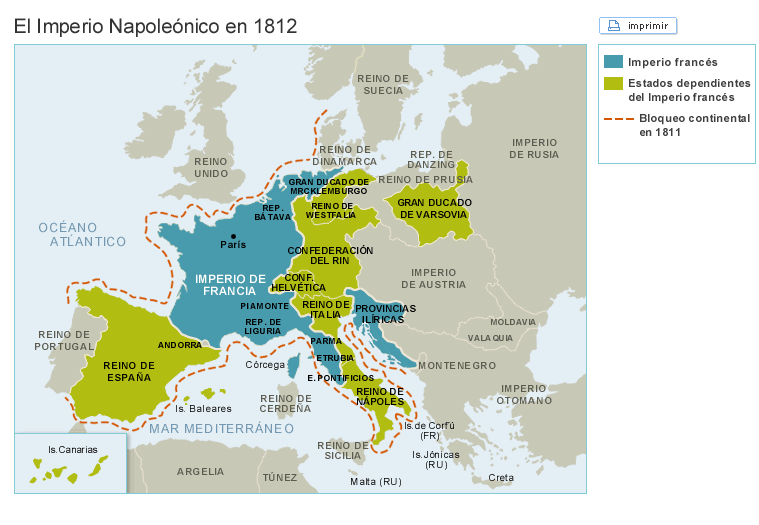 El Imperio Napoleónico en 1812
imprimir
Imperio francés
Estados dependientes
del Imperio francés
Bloqueo continental
en 1811
REINO DE
SUECIA
IMPERIO
DE RUSIA
REINO DE
DINAMARCA
REP. DE
DANZING
REINO
UNIDO
REINO DE PRUSIA
GRAN DUCADO DE
MRCKLEMBURGO
REP.
BÁTAVA
REINO DE
WESTFALIA
GRAN DUCADO
DE VARSOVIA
OCÉANO
ATLÁNTICO
París
CONFEDERACIÓN
DEL RIN
IMPERIO DE
FRANCIA
CONF.
HELVÉTICA
IMPERIO
DE AUSTRIA
PIAMONTE
REINO DE
ITALIA
PROVINCIAS
ILÍRICAS
REP. DE
LIGURIA
MOLDAVIA
VALAQUIA
REINO DE
PORTUGAL
ANDORRA
PARMA
ETRUBIA
REINO DE
ESPAÑA
Córcega
MONTENEGRO
E. PONTIFICIOS
IMPERIO
OTOMANO
Is. Baleares
REINO DE
CERDEÑA
REINO DE
NÁPOLES
MAR MEDITERRÁNEO
Is. de Corfú
(FR)
Is. Canarias
REINO DE
SICILIA
Is. Jónicas
(RU)
ARGELIA
TÚNEZ
Malta (RU)
Creta